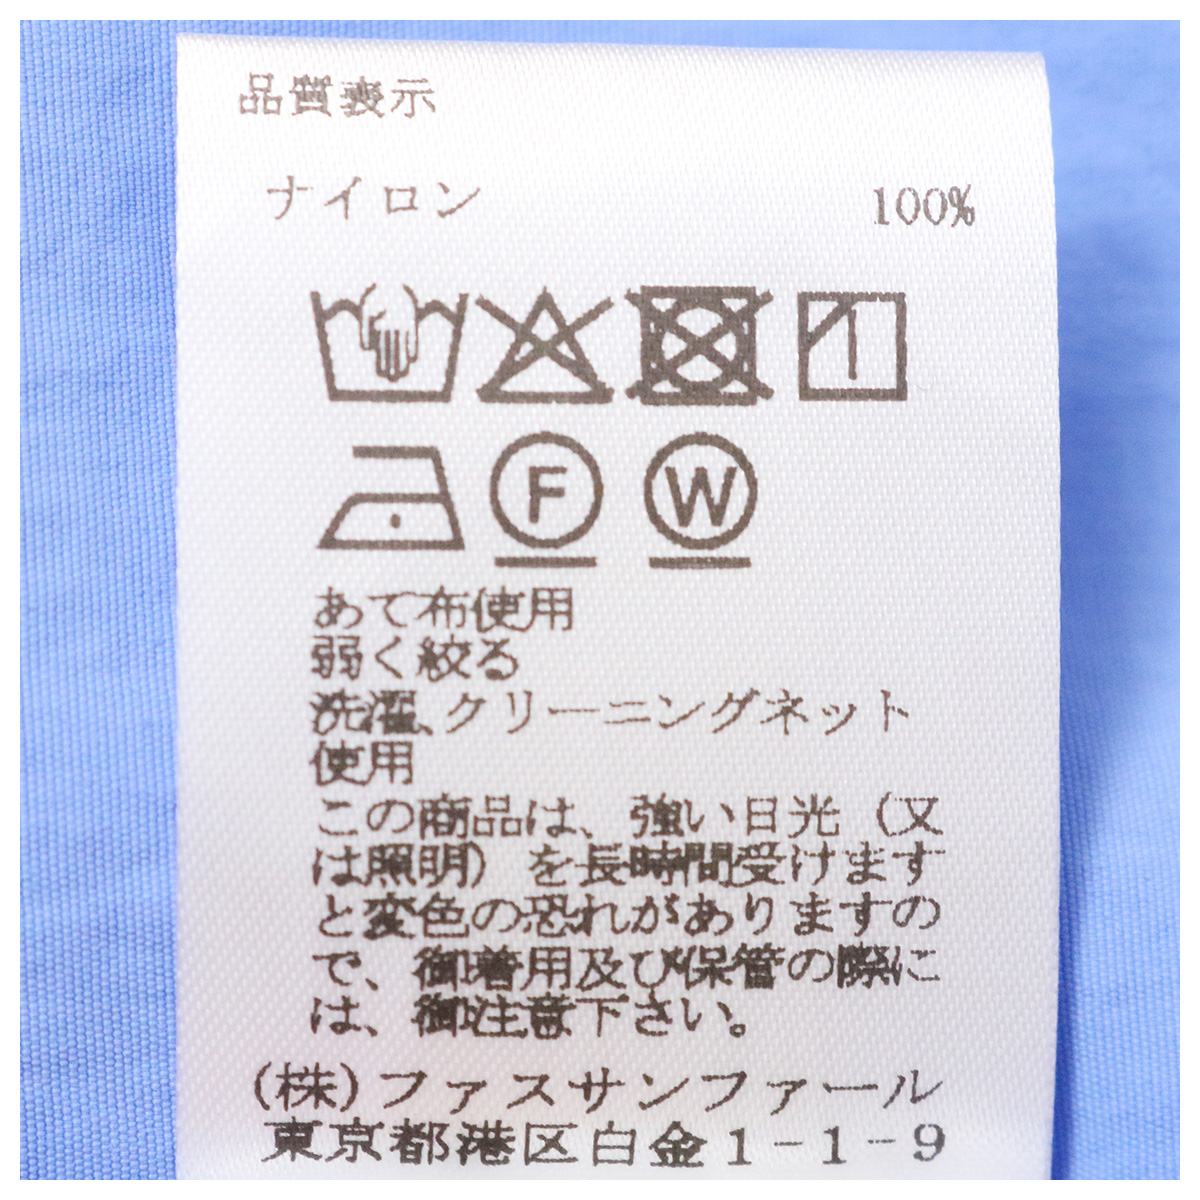 品質表示
ナイロン 100%
F W
あて布使用
弱く絞る
洗濯、クリーニングネット
使用
この商品は、強い日光（又
は照明）を長時間受けます
と変色の恐れがありますの
で、御着用及び保管の際に
は、御注意下さい。
(株)ファスサンファール
東京都港区白金1-1-9